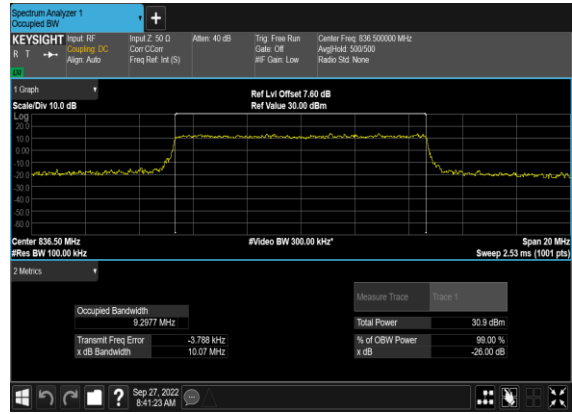 Spectrum Analyzer 1
Occupied BW
+
KEYSIGHT Input: RF Input Z: 50 Ω Atten: 40 dB Trig: Free Run Center Freq: 836.500000 MHz
R T Coupling: DC Corr CCorr Gate: Off Avg|Hold: 500/500
Align: Auto Freq Ref: Int (S) #IF Gain: Low Radio Std: None
1 Graph
Ref Lvl Offset 7.60 dB
Scale/Div 10.0 dB Ref Value 30.00 dBm
Log
20.0
10.0
0.00
-10.0
-20.0
-30.0
-40.0
-50.0
-60.0
Center 836.50 MHz #Video BW 300.00 kHz* Span 20 MHz
#Res BW 100.00 kHz Sweep 2.53 ms (1001 pts)
2 Metrics
Measure Trace Trace 1
Occupied Bandwidth
9.2977 MHz Total Power 30.9 dBm
Transmit Freq Error -3.788 kHz % of OBW Power 99.00 %
x dB Bandwidth 10.07 MHz x dB -26.00 dB
? Sep 27, 2022
8:41:23 AM